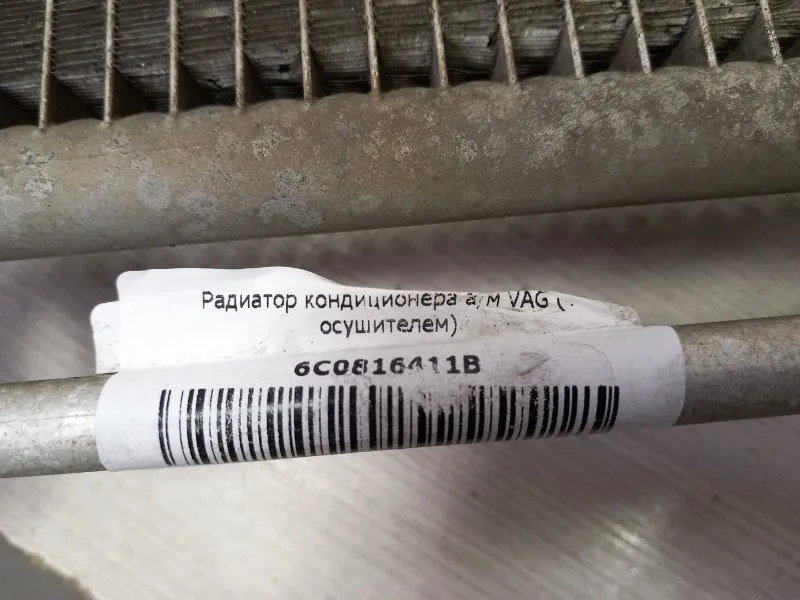 Радиатор кондиционера а/м VAG (
осушителем)
6C0816411B